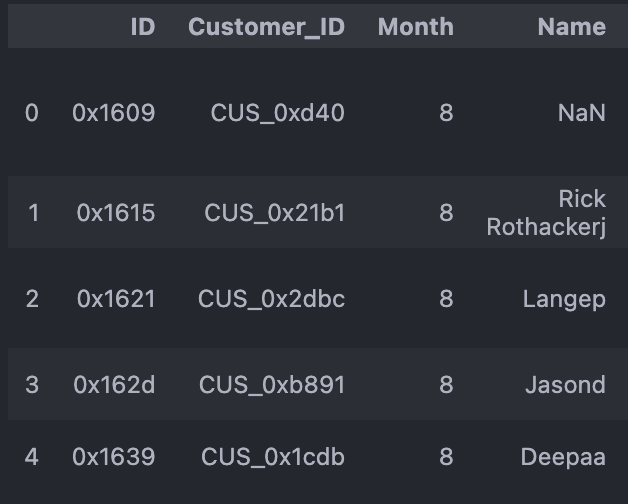 ID Customer_ID Month Name
0 0x1609 CUS_0xd40 8 NaN
1 0x1615 CUS_0x21b1 8 Rick
Rothackerj
2 0x1621 CUS_0x2dbc 8 Langep
3 0x162d CUS_0xb891 8 Jasond
4 0x1639 CUS_0x1cdb 8 Deepaa